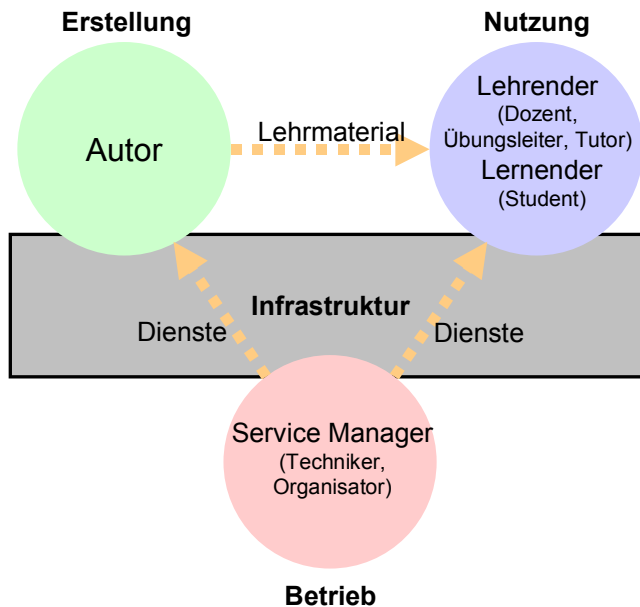 Erstellung
Nutzung
Autor
Lehrmaterial
Lehrender
(Dozent,
Übungsleiter, Tutor)
Lernender
(Student)
Infrastruktur
Dienste
Dienste
Service Manager
(Techniker,
Organisator)
Betrieb